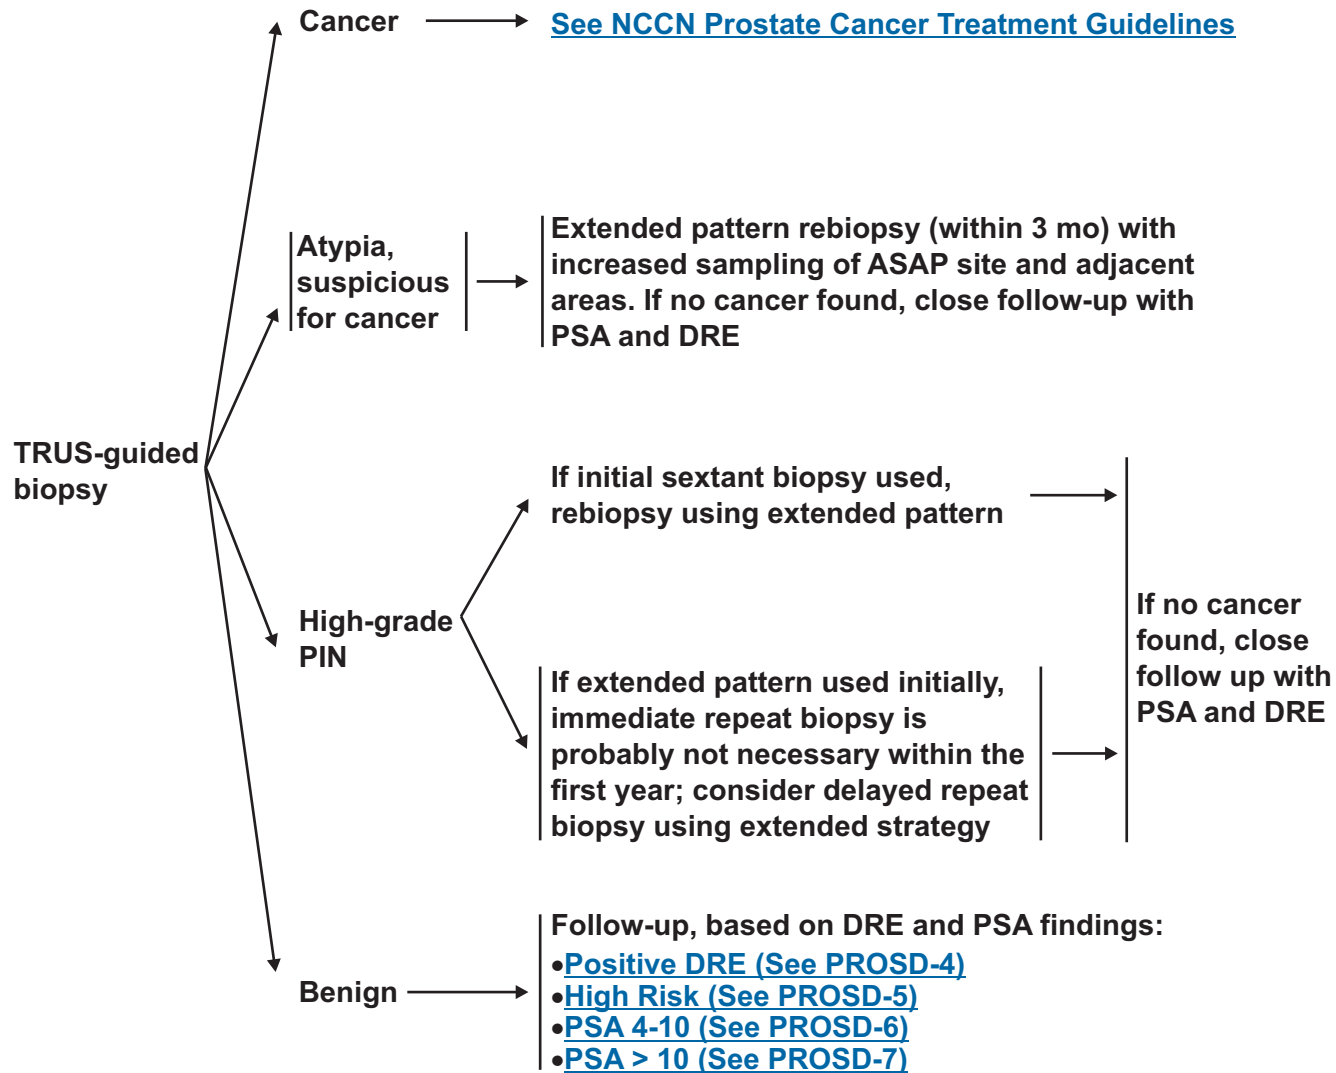 Cancer
See NCCN Prostate Cancer Treatment Guidelines
Atypia,
suspicious
for cancer
Extended pattern rebiopsy (within 3 mo) with
increased sampling of ASAP site and adjacent
areas. If no cancer found, close follow-up with
PSA and DRE
TRUS-guided
biopsy
If initial sextant biopsy used,
rebiopsy using extended pattern
High-grade
PIN
If extended pattern used initially,
immediate repeat biopsy is
probably not necessary within the
first year; consider delayed repeat
biopsy using extended strategy
If no cancer
found, close
follow up with
PSA and DRE
Benign
Follow-up, based on DRE and PSA findings:
•Positive DRE (See PROSD-4)
•High Risk (See PROSD-5)
•PSA 4-10 (See PROSD-6)
•PSA > 10 (See PROSD-7)